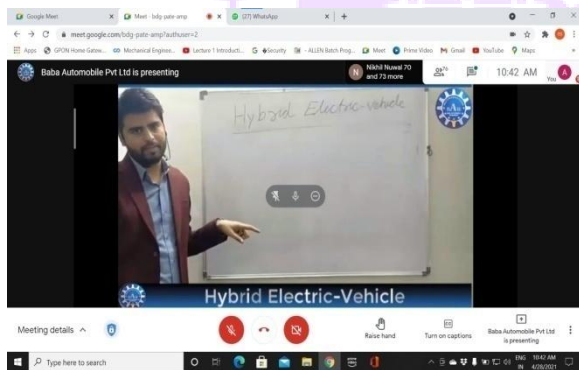 Google Meet
Meet - bdg-pate-amp
(27) WhatsApp
meet.google.com/bdg-pate-amp?authuser=2
Apps
GPON Home Gatew...
Mechanical Enginee...
Lecture 1 Introducti...
Security
ALLEN Batch Prog...
Meet
Prime Video
Gmail
YouTube
Maps
Baba Automobile Pvt Ltd is presenting
N
Nikhil Nuwal 70
and 73 more
10:42 AM
You
A
Hybrid Electric-vehicle
Hybrid Electric-Vehicle
Meeting details
Raise hand
Turn on captions
Baba Automobile Pvt Ltd
is presenting
Type here to search
ENG
IN
10:42 AM
4/28/2021